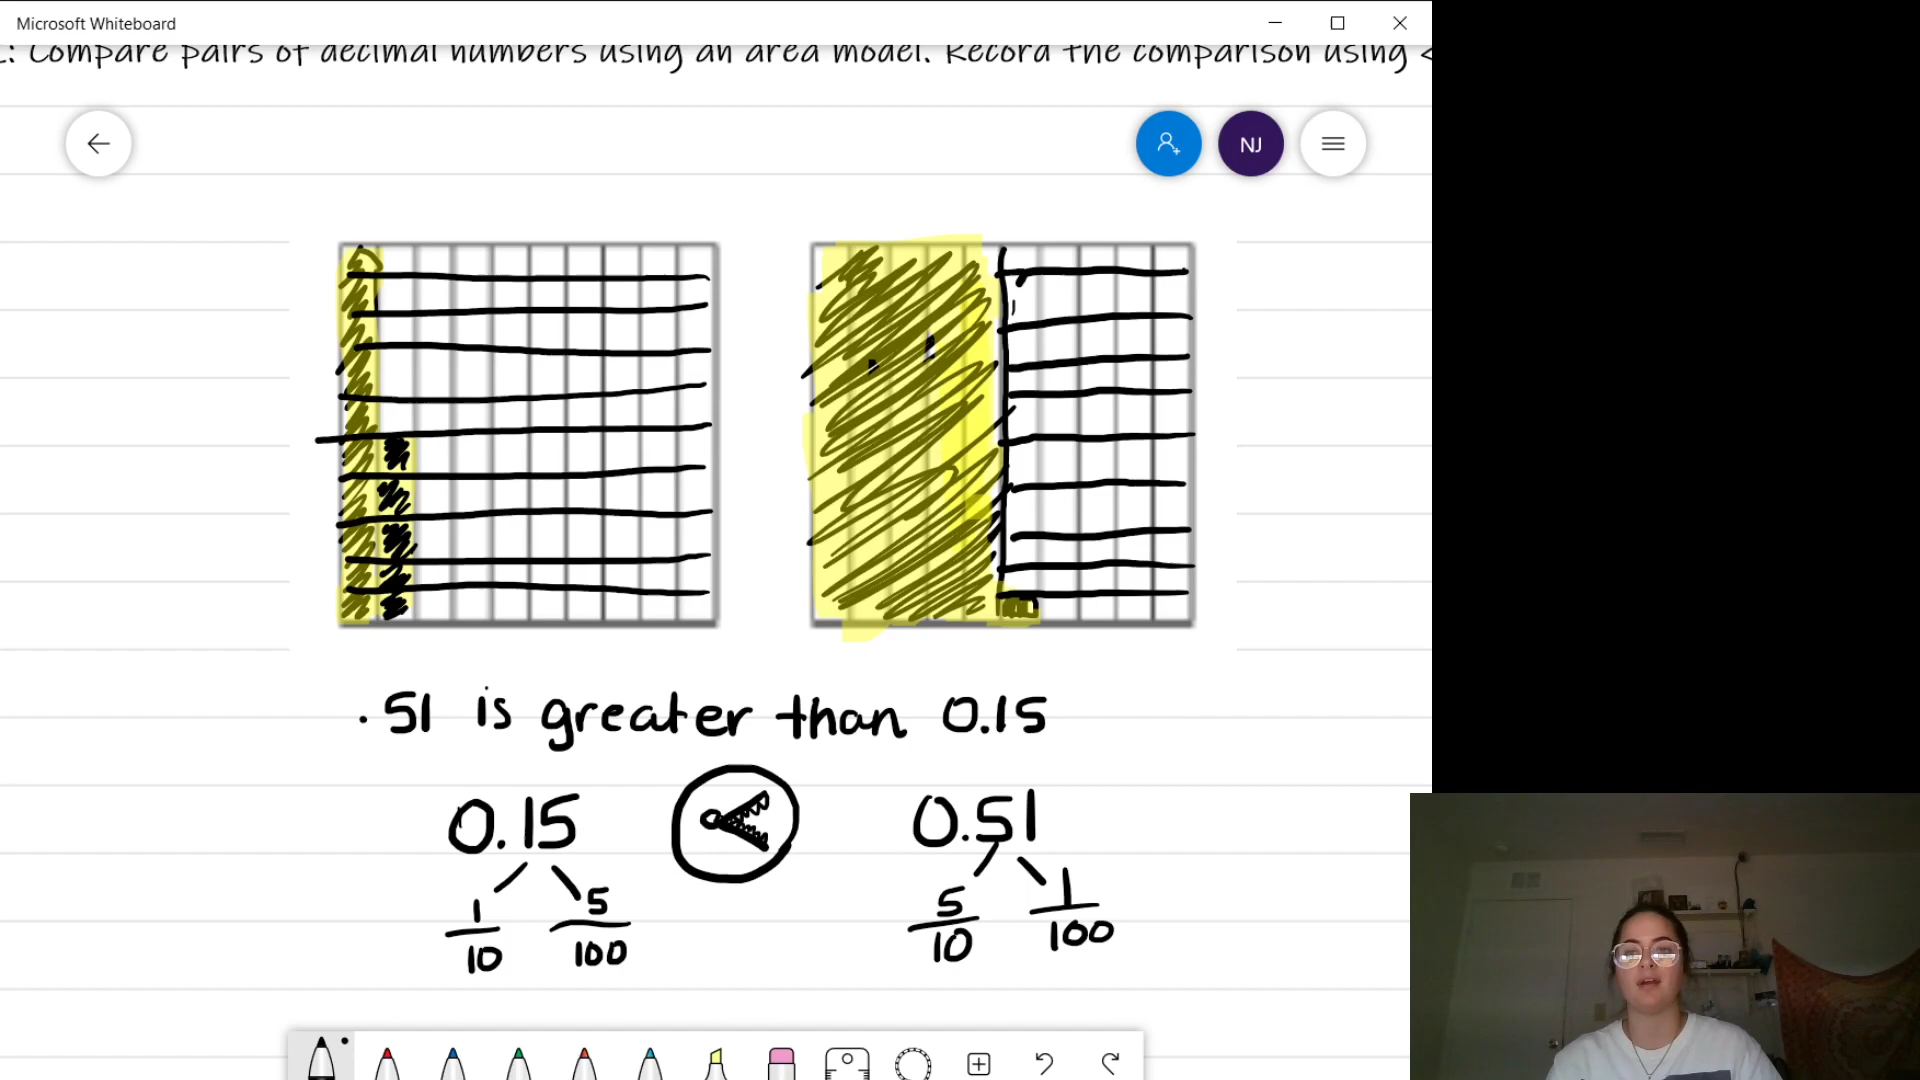 Microsoft Whiteboard
: Compare pairs of decimal numbers using an area model. Record the comparison using <
NJ
.51 is greater than 0.15
0.15 < 0.51
1/10 5/100 5/10 1/100